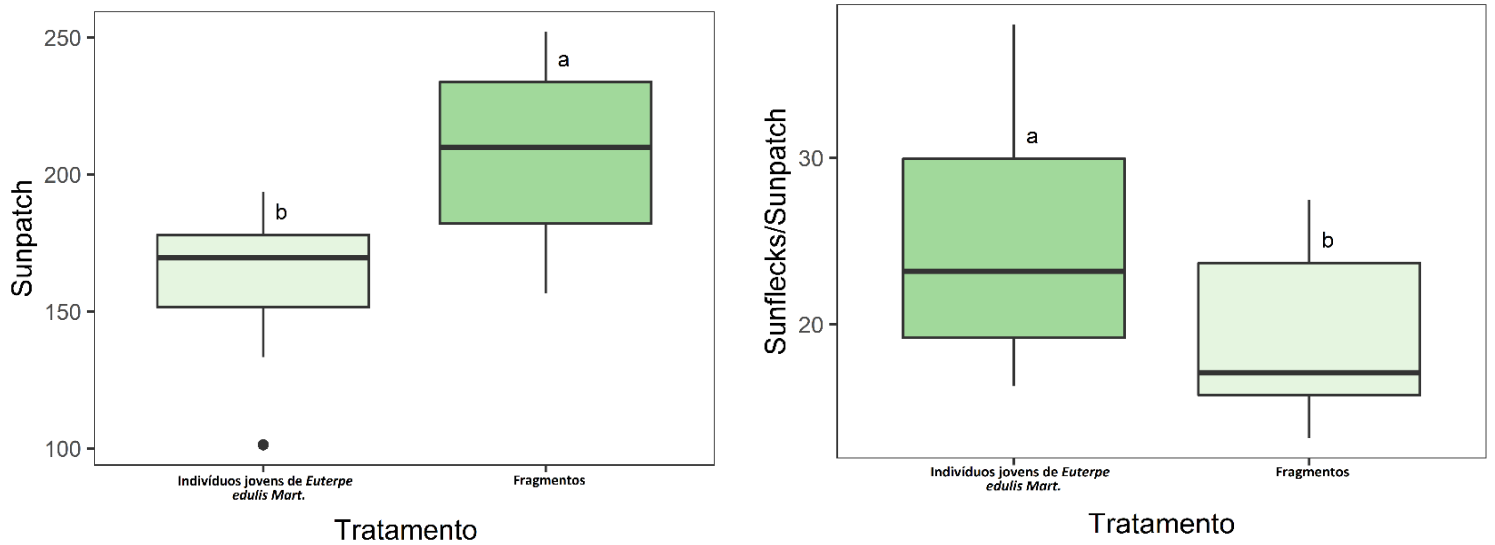 Sunpatch
250
200
150
100
b
a
Indivíduos jovens de Euterpe
edulis Mart.
Fragmentos
Tratamento
Sunflecks/Sunpatch
30
20
a
b
Indivíduos jovens de Euterpe
edulis Mart.
Fragmentos
Tratamento